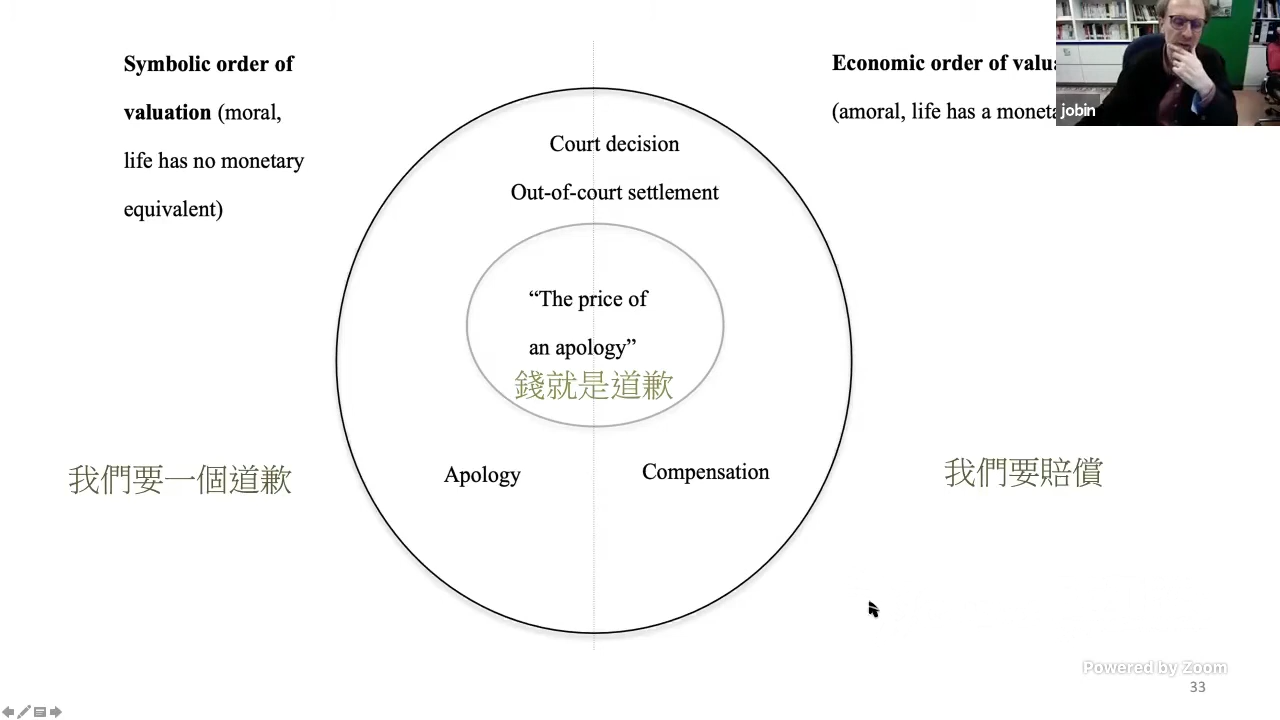 Symbolic order of
valuation (moral,
life has no monetary
equivalent)
Economic order of
(amoral, life has a
jobin
Court decision
Out-of-court settlement
“The price of
an apology”
錢就是道歉
我們要一個道歉
Apology
Compensation
我們要賠償
Powered by Zoom
33